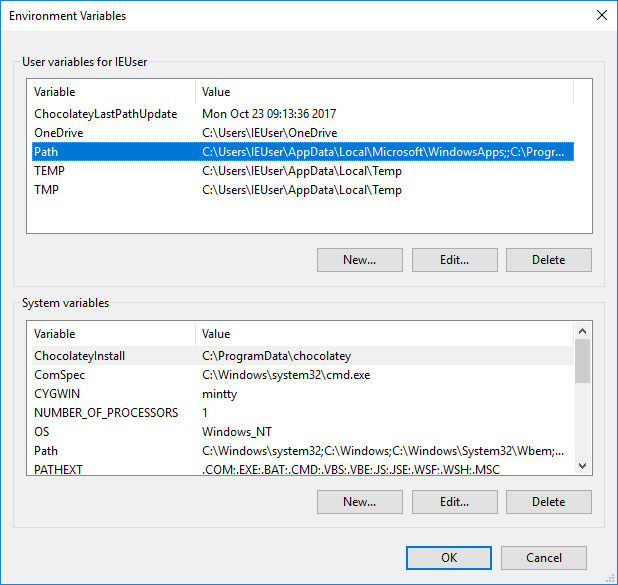 Environment Variables
User variables for IEUser
Variable Value
ChocolateyLastPathUpdate Mon Oct 23 09:13:36 2017
OneDrive C:\Users\IEUser\OneDrive
Path C:\Users\IEUser\AppData\Local\Microsoft\WindowsApps;;C:\Progr...
TEMP C:\Users\IEUser\AppData\Local\Temp
TMP C:\Users\IEUser\AppData\Local\Temp
New... Edit... Delete
System variables
Variable Value
ChocolateyInstall C:\ProgramData\chocolatey
ComSpec C:\Windows\system32\cmd.exe
CYGWIN mintty
NUMBER_OF_PROCESSORS 1
OS Windows_NT
Path C:\Windows\system32;C:\Windows;C:\Windows\System32\Wbem;...
PATHEXT .COM;.EXE;.BAT;.CMD;.VBS;.VBE;.JS;.JSE;.WSF;.WSH;.MSC
New... Edit... Delete
OK Cancel